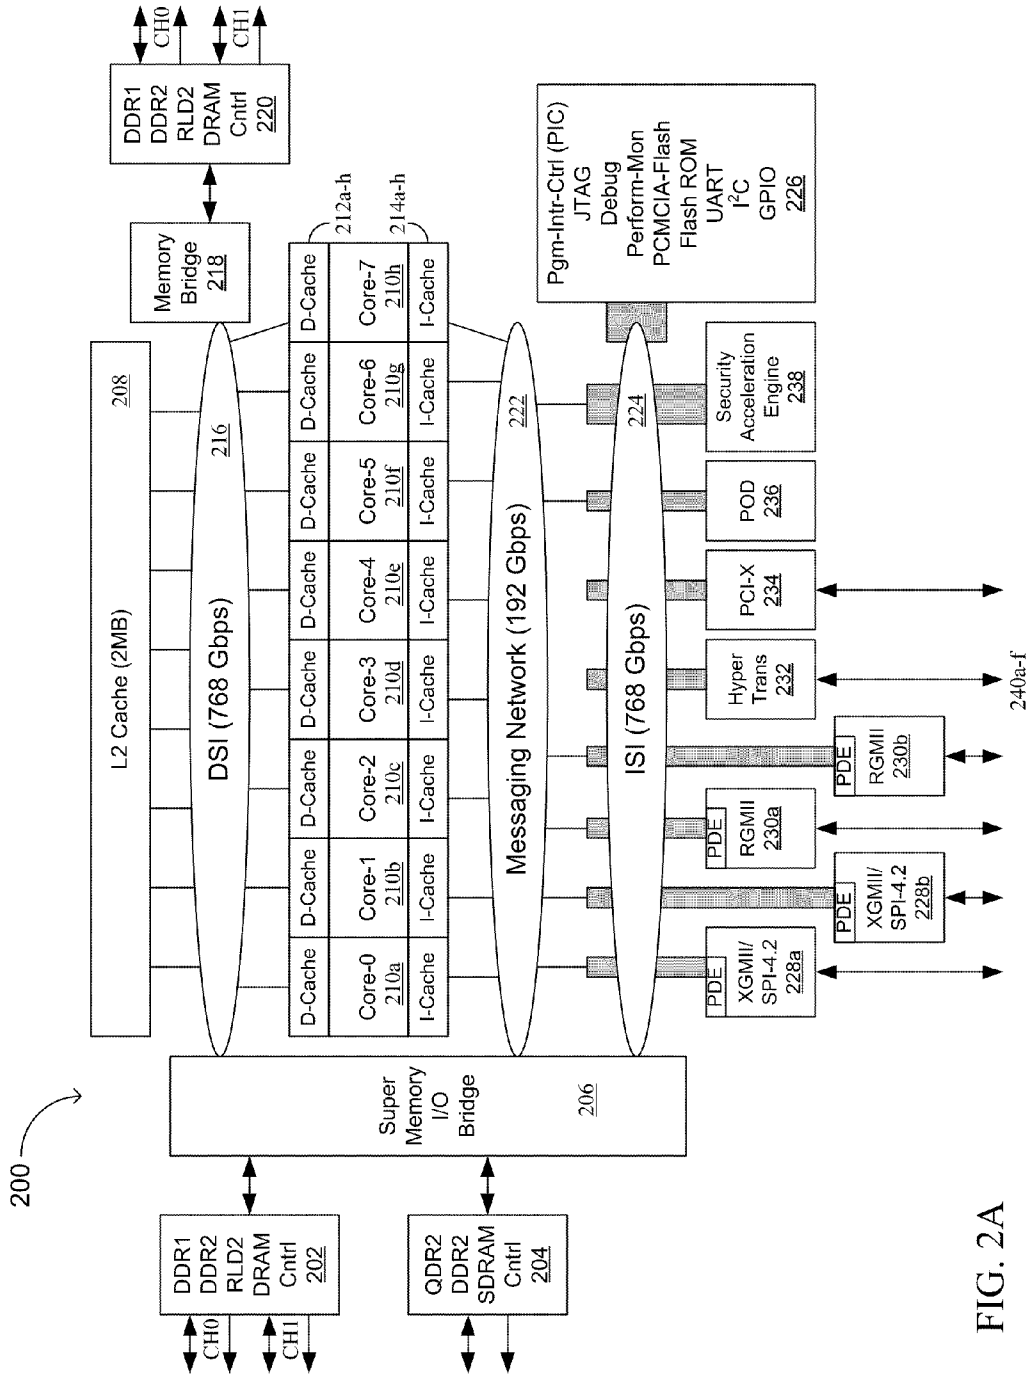 200
DDR1
DDR2
RLD2
DRAM
Cntrl
202
CH0
CH1
QDR2
DDR2
SDRAM
Cntrl
204
Super
Memory
I/O
Bridge
206
L2 Cache (2MB)
208
DSI (768 Gbps)
216
Memory
Bridge
218
DDR1
DDR2
RLD2
DRAM
Cntrl
220
CH0
CH1
D-Cache
D-Cache
D-Cache
D-Cache
D-Cache
D-Cache
D-Cache
D-Cache
212a-h
Core-0
210a
Core-1
210b
Core-2
210c
Core-3
210d
Core-4
210e
Core-5
210f
Core-6
210g
Core-7
210h
I-Cache
I-Cache
I-Cache
I-Cache
I-Cache
I-Cache
I-Cache
I-Cache
214a-h
Messaging Network (192 Gbps)
222
ISI (768 Gbps)
224
Pgm-Intr-Ctrl (PIC)
JTAG
Debug
Perform-Mon
PCMCIA-Flash
Flash ROM
UART
I²C
GPIO
226
PDE
XGMII/
SPI-4.2
228a
PDE
XGMII/
SPI-4.2
228b
PDE
RGMII
230a
PDE
RGMII
230b
Hyper
Trans
232
PCI-X
234
POD
236
Security
Acceleration
Engine
238
240a-f
FIG. 2A